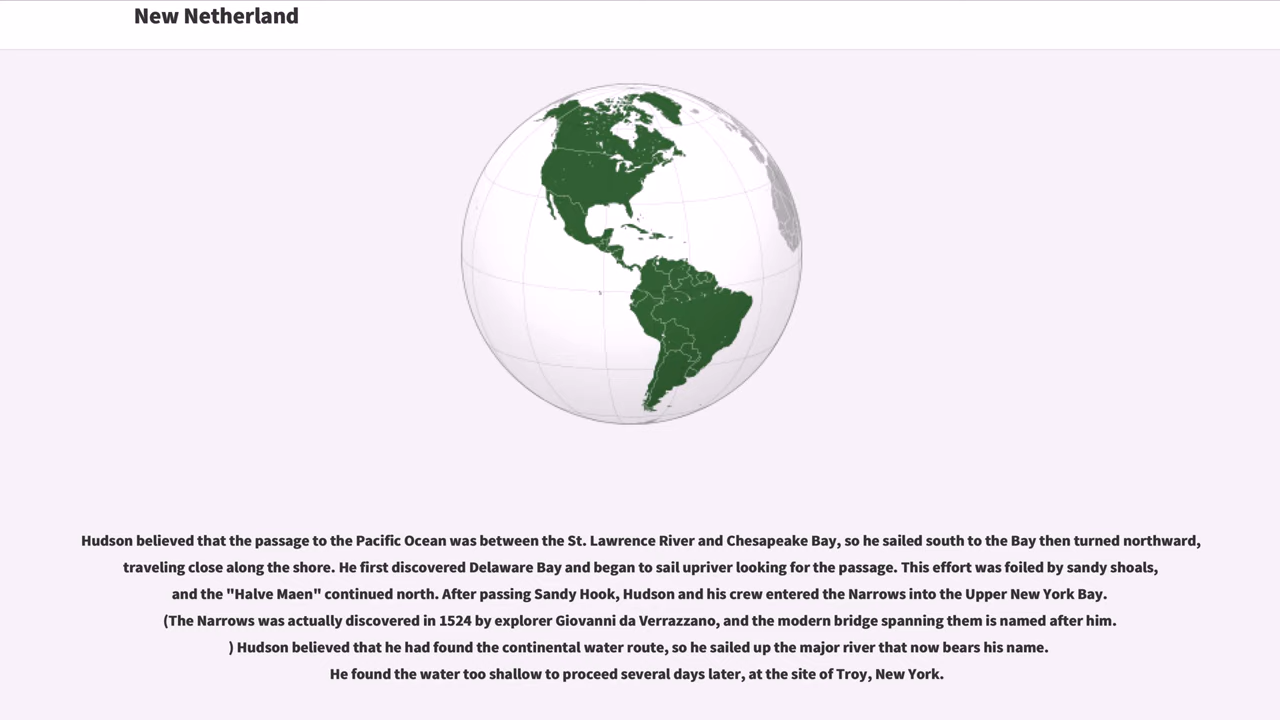 New Netherland
Hudson believed that the passage to the Pacific Ocean was between the St. Lawrence River and Chesapeake Bay, so he sailed south to the Bay then turned northward,
traveling close along the shore. He first discovered Delaware Bay and began to sail upriver looking for the passage. This effort was foiled by sandy shoals,
and the "Halve Maen" continued north. After passing Sandy Hook, Hudson and his crew entered the Narrows into the Upper New York Bay.
(The Narrows was actually discovered in 1524 by explorer Giovanni da Verrazzano, and the modern bridge spanning them is named after him.
) Hudson believed that he had found the continental water route, so he sailed up the major river that now bears his name.
He found the water too shallow to proceed several days later, at the site of Troy, New York.